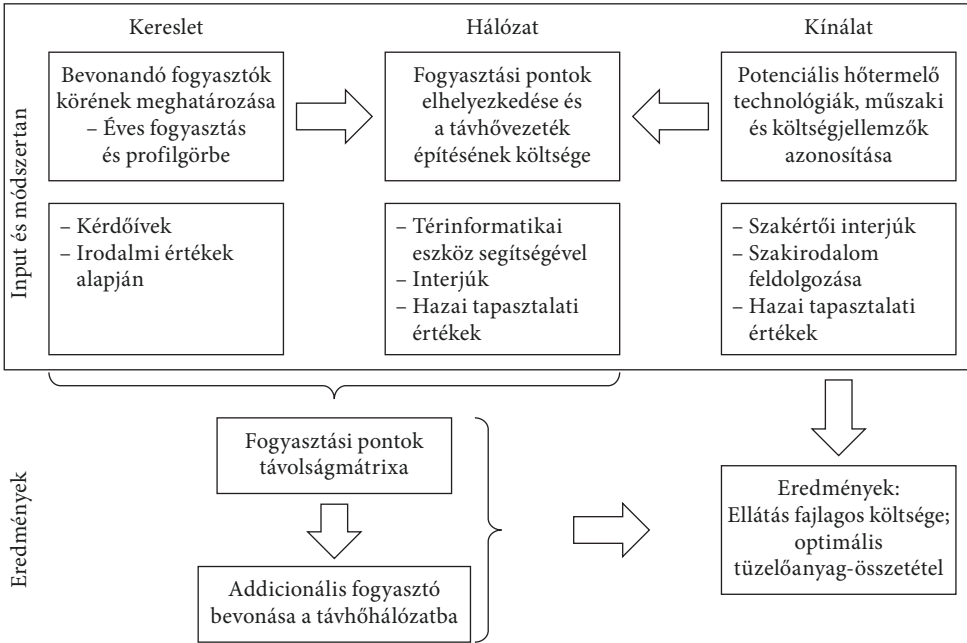 Kereslet
Hálózat
Kínálat
Input és módszertan
Bevonandó fogyasztók
körének meghatározása
– Éves fogyasztás
és profilgörbe
Fogyasztási pontok
elhelyezkedése és
a távhővezeték
építésének költsége
Potenciális hőtermelő
technológiák, műszaki
és költségjellemzők
azonosítása
– Kérdőívek
– Irodalmi értékek
alapján
– Térinformatikai
eszköz segítségével
– Interjúk
– Hazai tapasztalati
értékek
– Szakértői interjúk
– Szakirodalom
feldolgozása
– Hazai tapasztalati
értékek
Eredmények
Fogyasztási pontok
távolságmátrixa
Addicionális fogyasztó
bevonása a távhőhálózatba
Eredmények:
Ellátás fajlagos költsége;
optimális
tüzelőanyag-összetétel